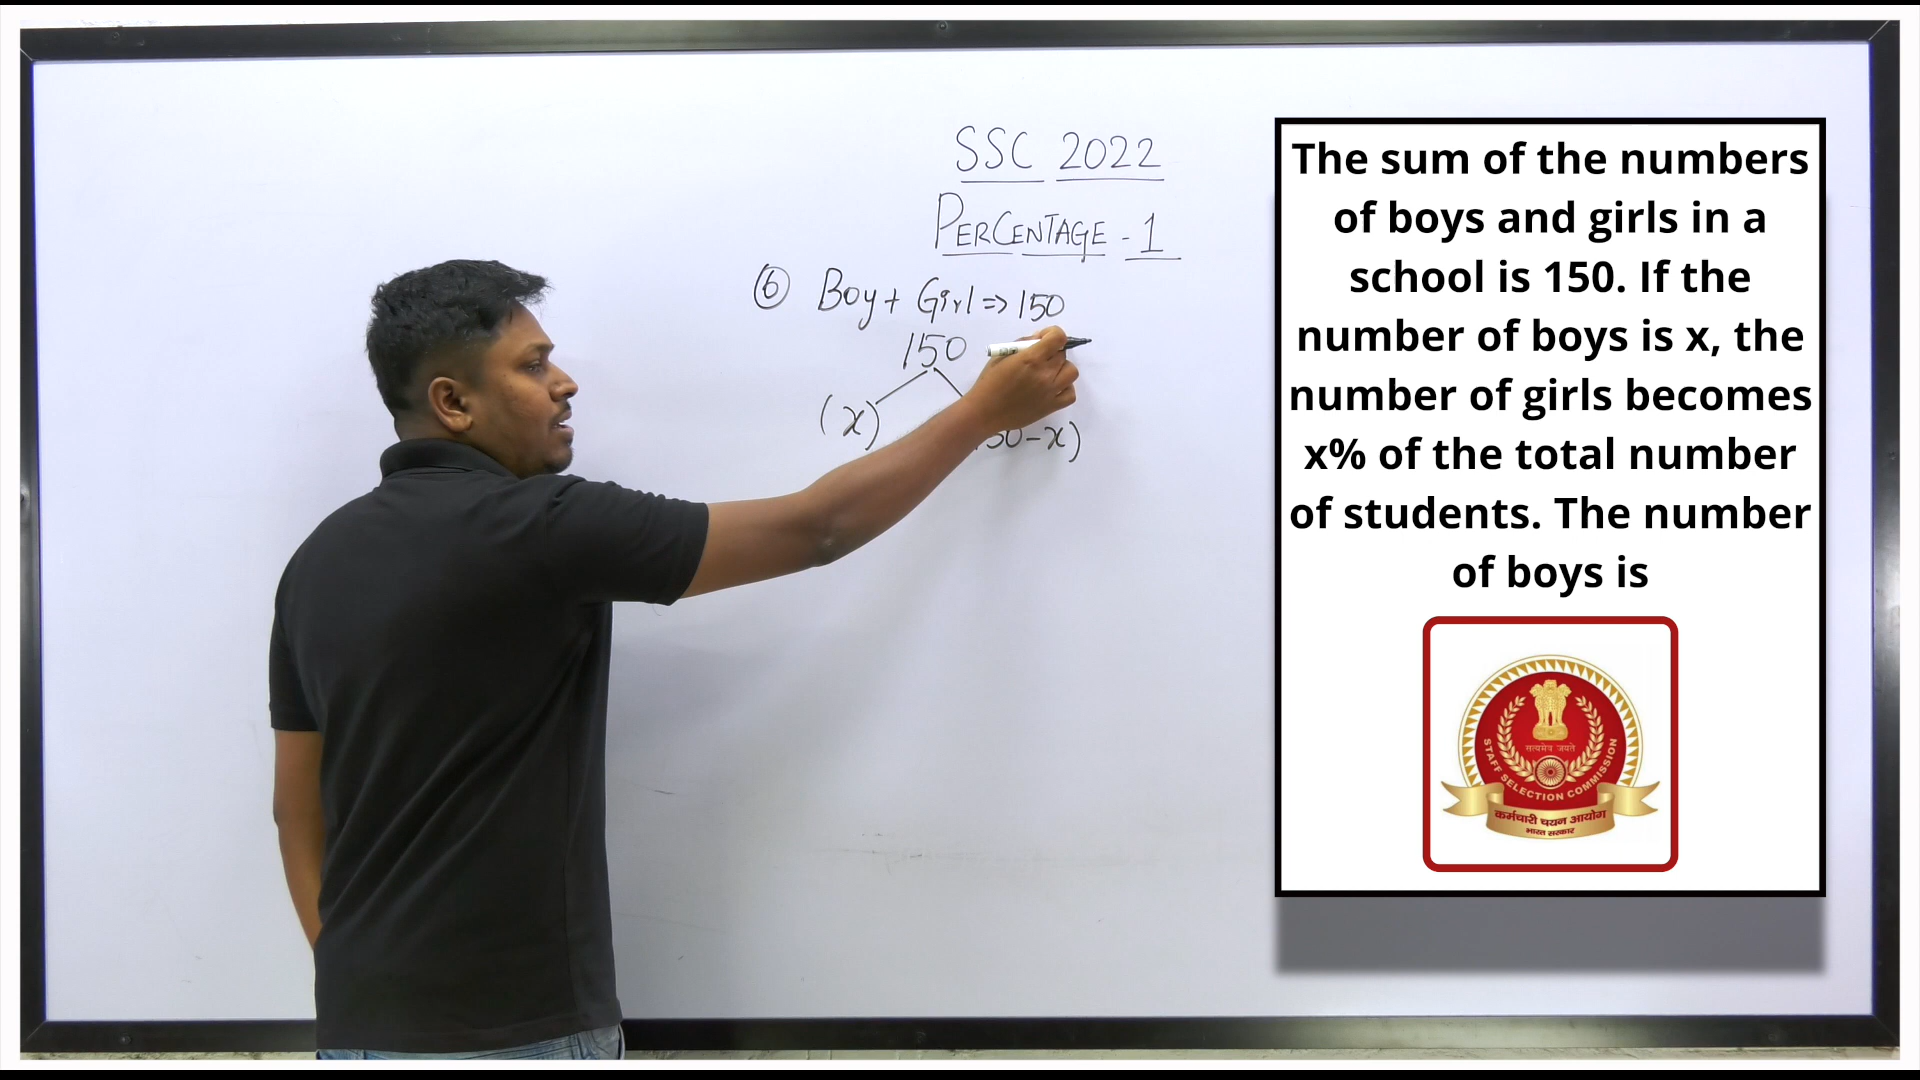 SSC 2022
PERCENTAGE - 1
⑥ Boy + Girl => 150
150
(x)
50-x)
The sum of the numbers
of boys and girls in a
school is 150. If the
number of boys is x, the
number of girls becomes
x% of the total number
of students. The number
of boys is
सत्यमेव जयते
STAFF SELECTION COMMISSION
कर्मचारी चयन आयोग
भारत सरकार